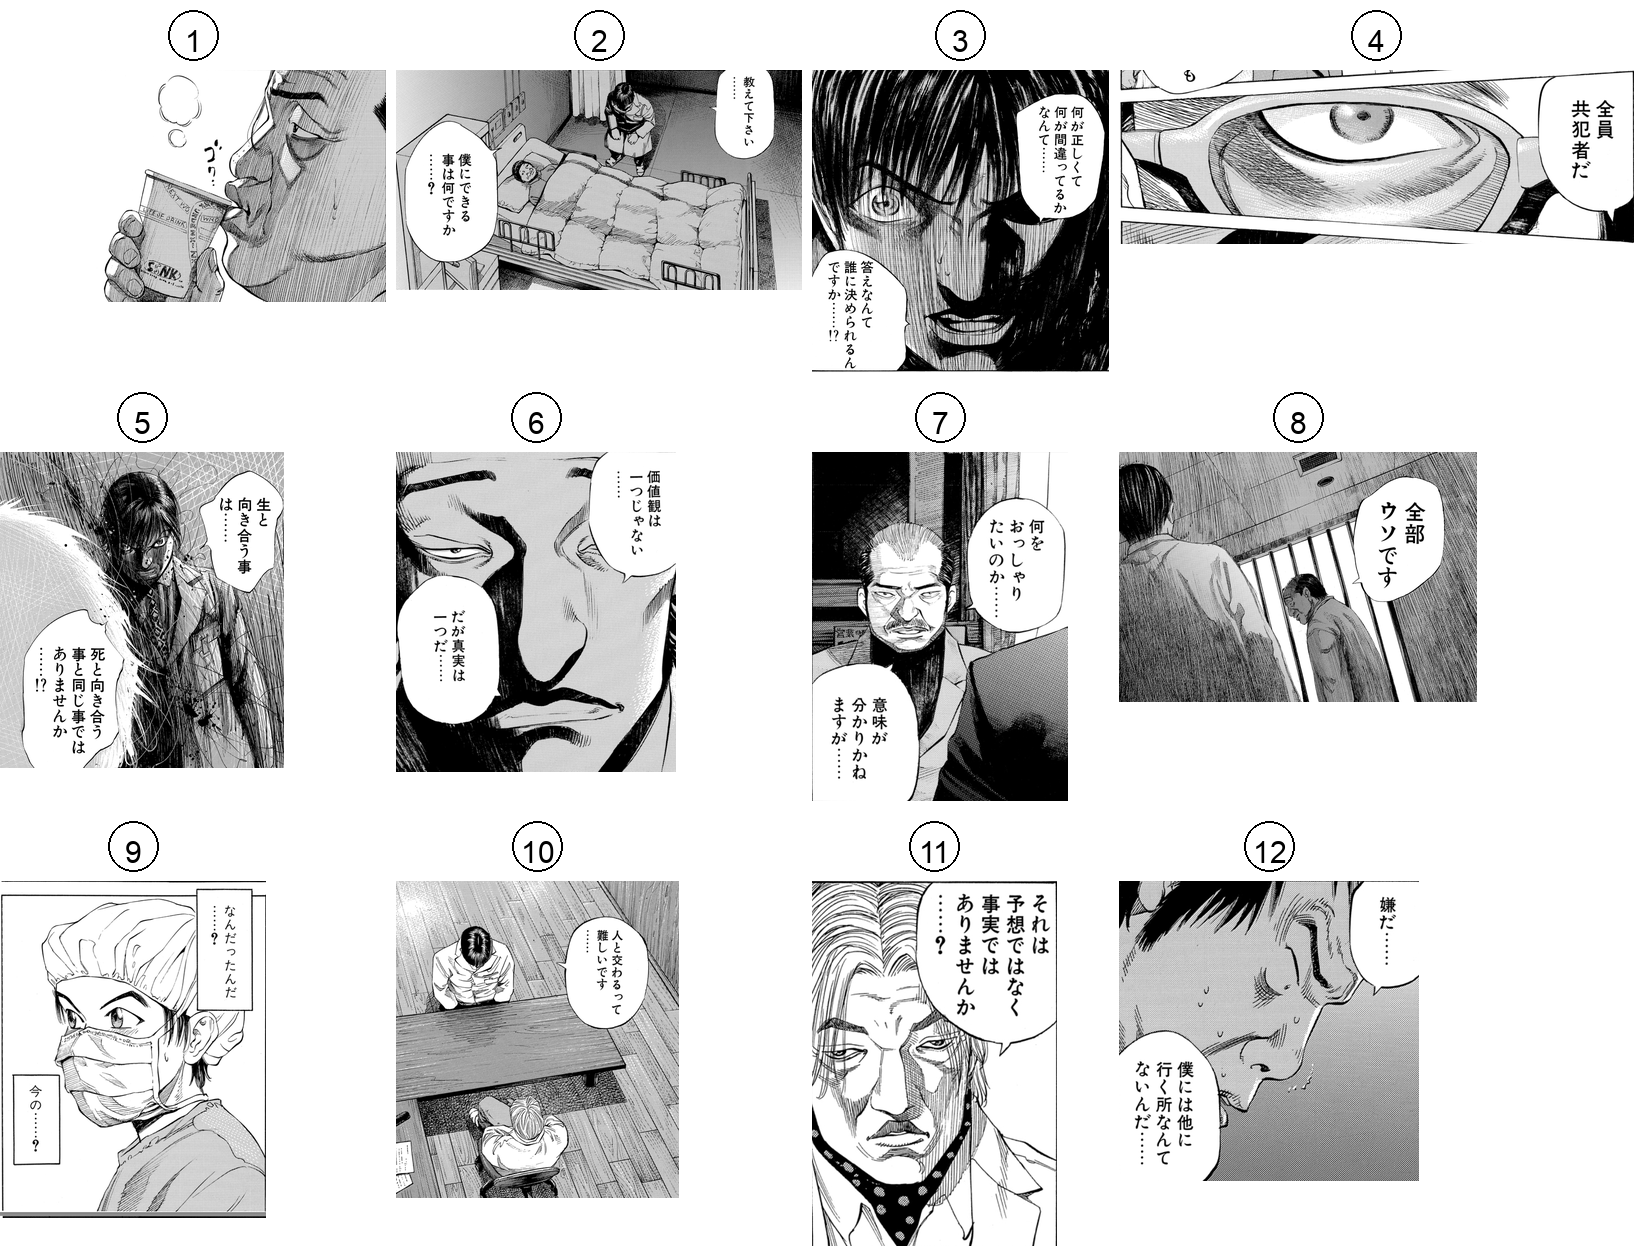 1
ゴク…
2
教えて下さい
……
僕にできる
事は何ですか
……?
3
何が正しくて
何が間違ってるか
なんて……
答えなんて
誰に決められるん
ですか……!?
4
も
全員
共犯者だ
5
生と
向き合う事
は……
死と向き合う
事と同じ事では
ありませんか
……!?
6
価値観は
一つじゃない
……
だが真実は
一つだ……
7
何を
おっしゃり
たいのか……
意味が
分かりかね
ますが……
8
全部
ウソです
9
なんだったんだ
……?
今の……?
10
人と交わるって
難しいです
……
11
それは
予想ではなく
事実では
ありませんか
……?
12
嫌だ……
僕には他に
行く所なんて
ないんだ……